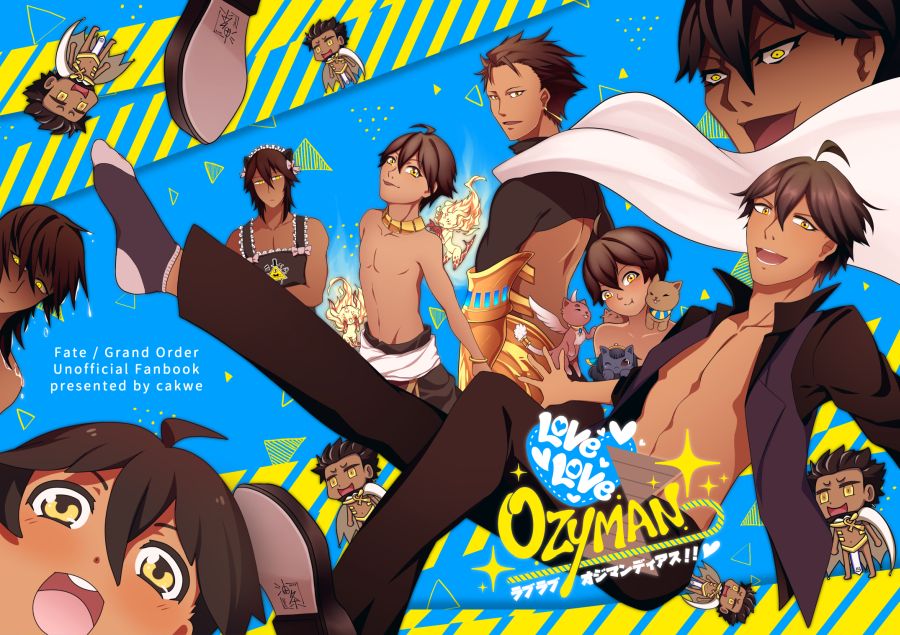 Fate / Grand Order
Unofficial Fanbook
presented by cakwe
LOVE
LOVE
OZYMAN
ラブラブ オジマンディアス!!